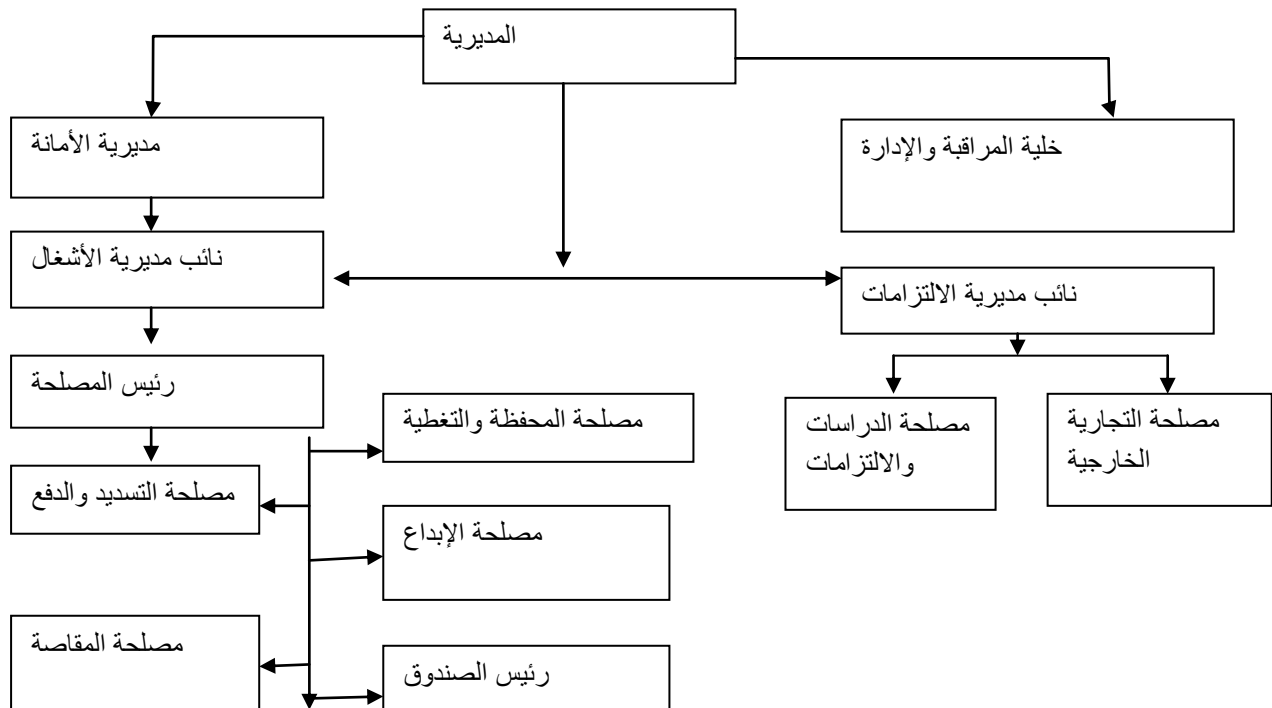 المديرية
مديرية الأمانة
خلية المراقبة والإدارة
نائب مديرية الأشغال
نائب مديرية الالتزامات
رئيس المصلحة
مصلحة المحفظة والتغطية
مصلحة الدراسات
والالتزامات
مصلحة التجارية
الخارجية
مصلحة التسديد والدفع
مصلحة الإبداع
مصلحة المقاصة
رئيس الصندوق